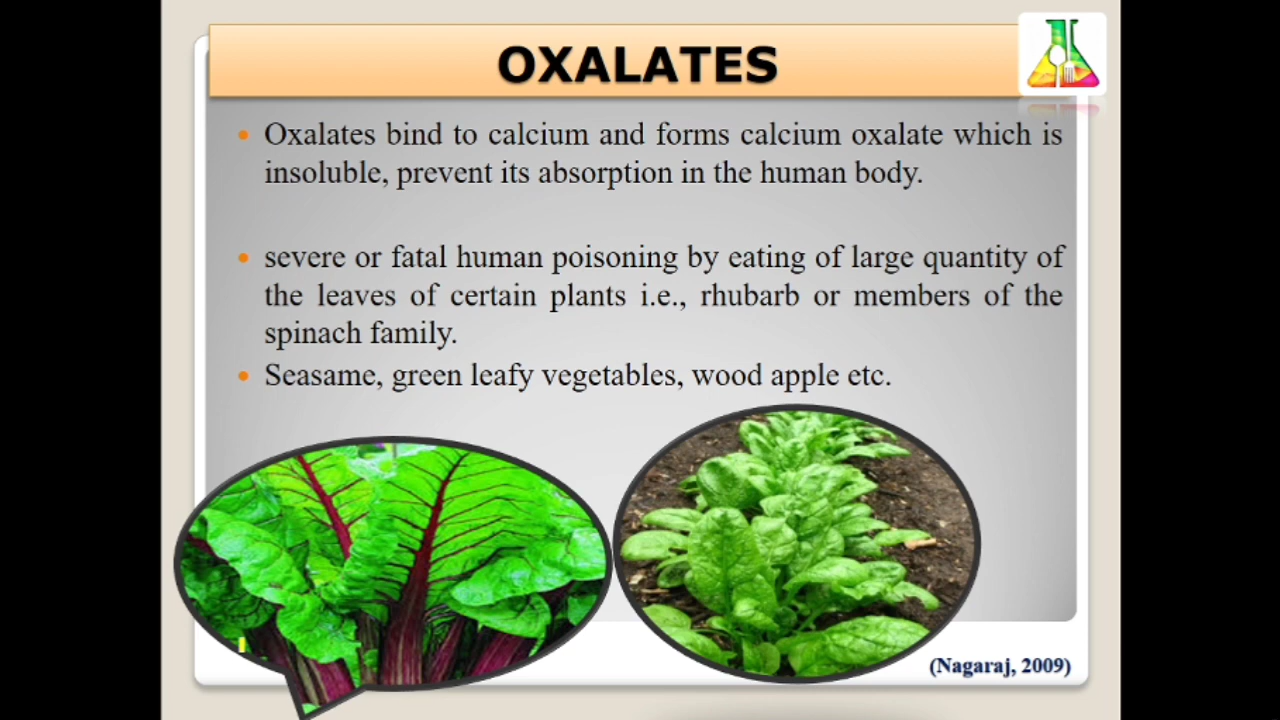 OXALATES
Oxalates bind to calcium and forms calcium oxalate which is
insoluble, prevent its absorption in the human body.
severe or fatal human poisoning by eating of large quantity of
the leaves of certain plants i.e., rhubarb or members of the
spinach family.
Seasame, green leafy vegetables, wood apple etc.
(Nagaraj, 2009)